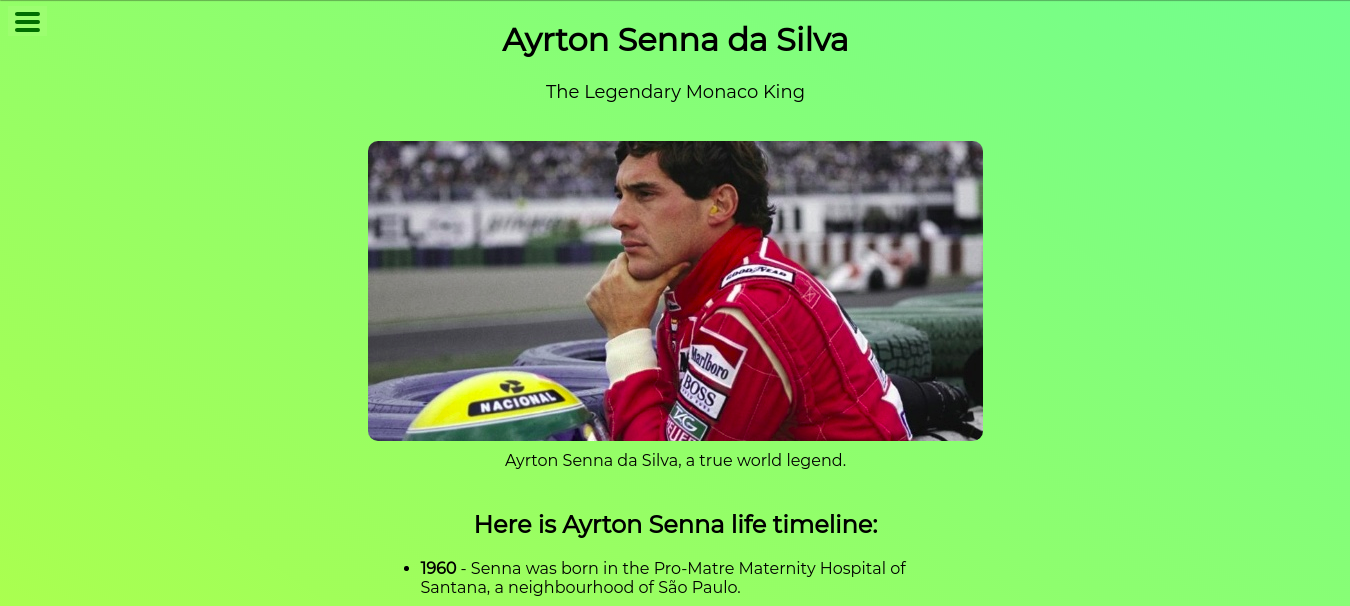 Ayrton Senna da Silva
The Legendary Monaco King
GOODYEAR
Marlboro
BOSS
TAG
HEUER
NACIONAL
Ayrton Senna da Silva, a true world legend.
Here is Ayrton Senna life timeline:
• 1960 - Senna was born in the Pro-Matre Maternity Hospital of
Santana, a neighbourhood of São Paulo.